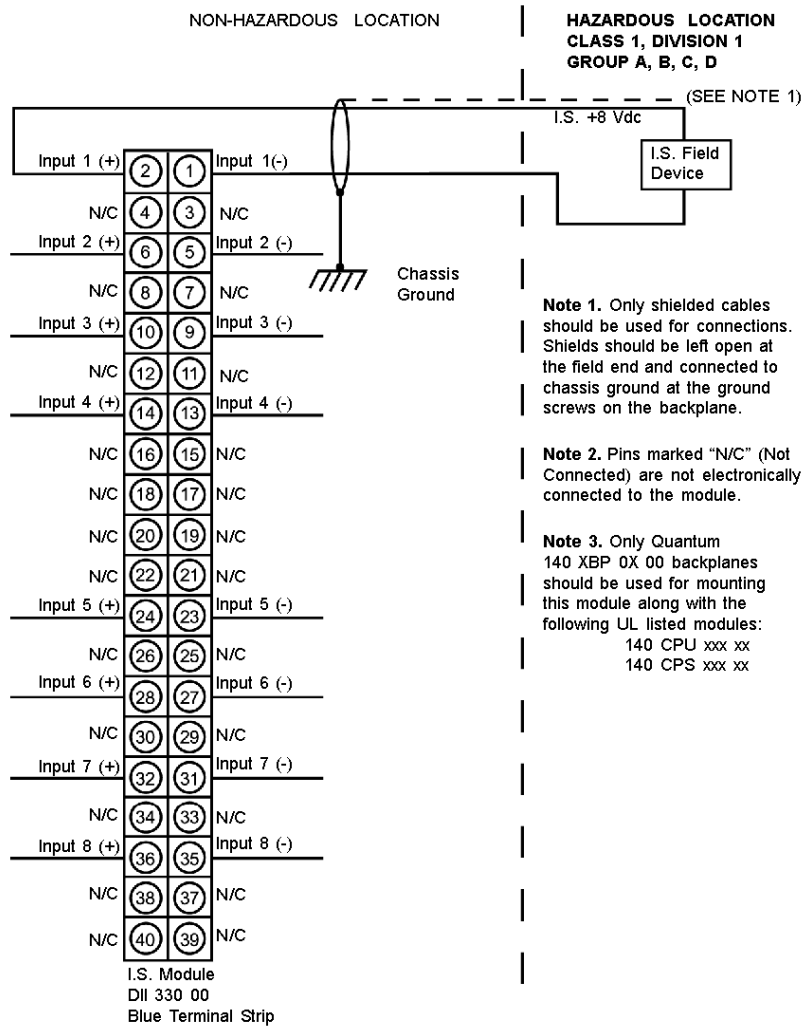 NON-HAZARDOUS LOCATION
HAZARDOUS LOCATION
CLASS 1, DIVISION 1
GROUP A, B, C, D
(SEE NOTE 1)
I.S. +8 Vdc
I.S. Field
Device
Input 1 (+) 2 1 Input 1(-)
N/C 4 3 N/C
Input 2 (+) 6 5 Input 2 (-)
N/C 8 7 N/C
Input 3 (+) 10 9 Input 3 (-)
N/C 12 11 N/C
Input 4 (+) 14 13 Input 4 (-)
N/C 16 15 N/C
N/C 18 17 N/C
N/C 20 19 N/C
N/C 22 21 N/C
Input 5 (+) 24 23 Input 5 (-)
N/C 26 25 N/C
Input 6 (+) 28 27 Input 6 (-)
N/C 30 29 N/C
Input 7 (+) 32 31 Input 7 (-)
N/C 34 33 N/C
Input 8 (+) 36 35 Input 8 (-)
N/C 38 37 N/C
N/C 40 39 N/C
I.S. Module
DII 330 00
Blue Terminal Strip
Chassis
Ground
Note 1. Only shielded cables
should be used for connections.
Shields should be left open at
the field end and connected to
chassis ground at the ground
screws on the backplane.
Note 2. Pins marked “N/C” (Not
Connected) are not electronically
connected to the module.
Note 3. Only Quantum
140 XBP 0X 00 backplanes
should be used for mounting
this module along with the
following UL listed modules:
140 CPU xxx xx
140 CPS xxx xx